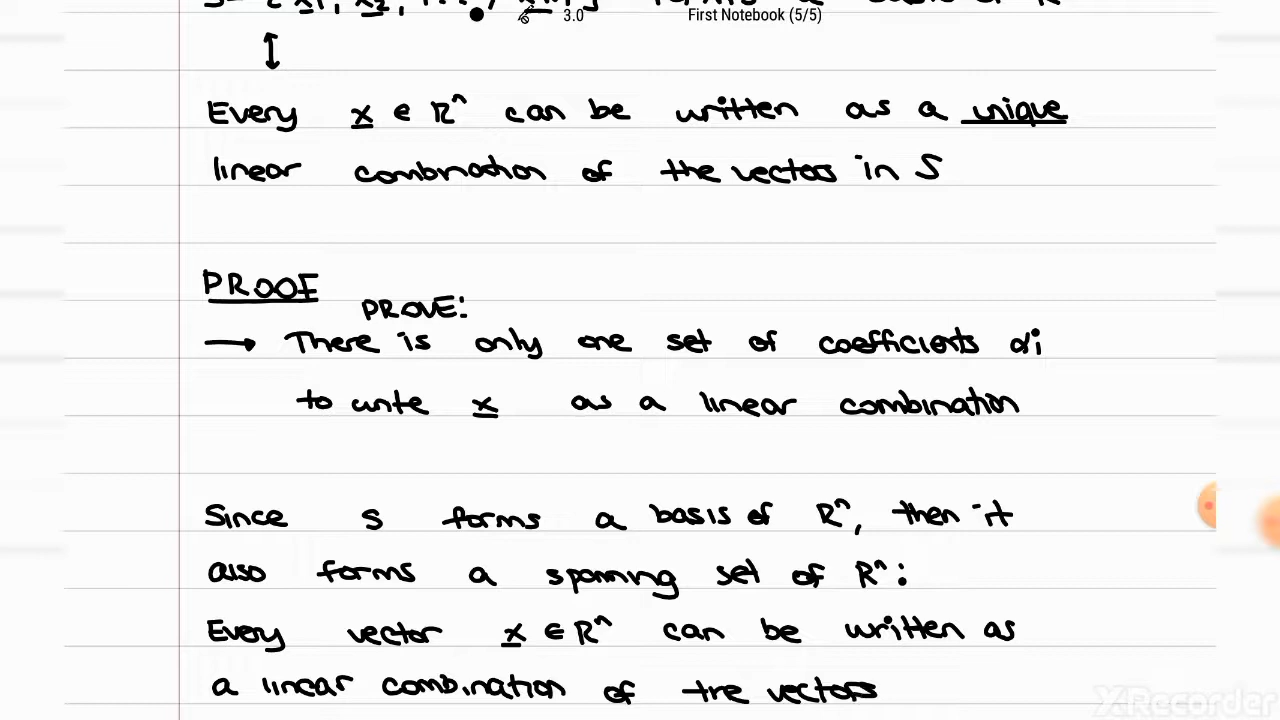 3.0 First Notebook (5/5)
Every x ∈ Rⁿ can be written as a unique
linear combination of the vectors in S
PROOF
PROVE:
→ There is only one set of coefficients αi
to write x as a linear combination
Since S forms a basis of Rⁿ, then it
also forms a spanning set of Rⁿ:
Every vector x ∈ Rⁿ can be written as
a linear combination of the vectors
XRecorder